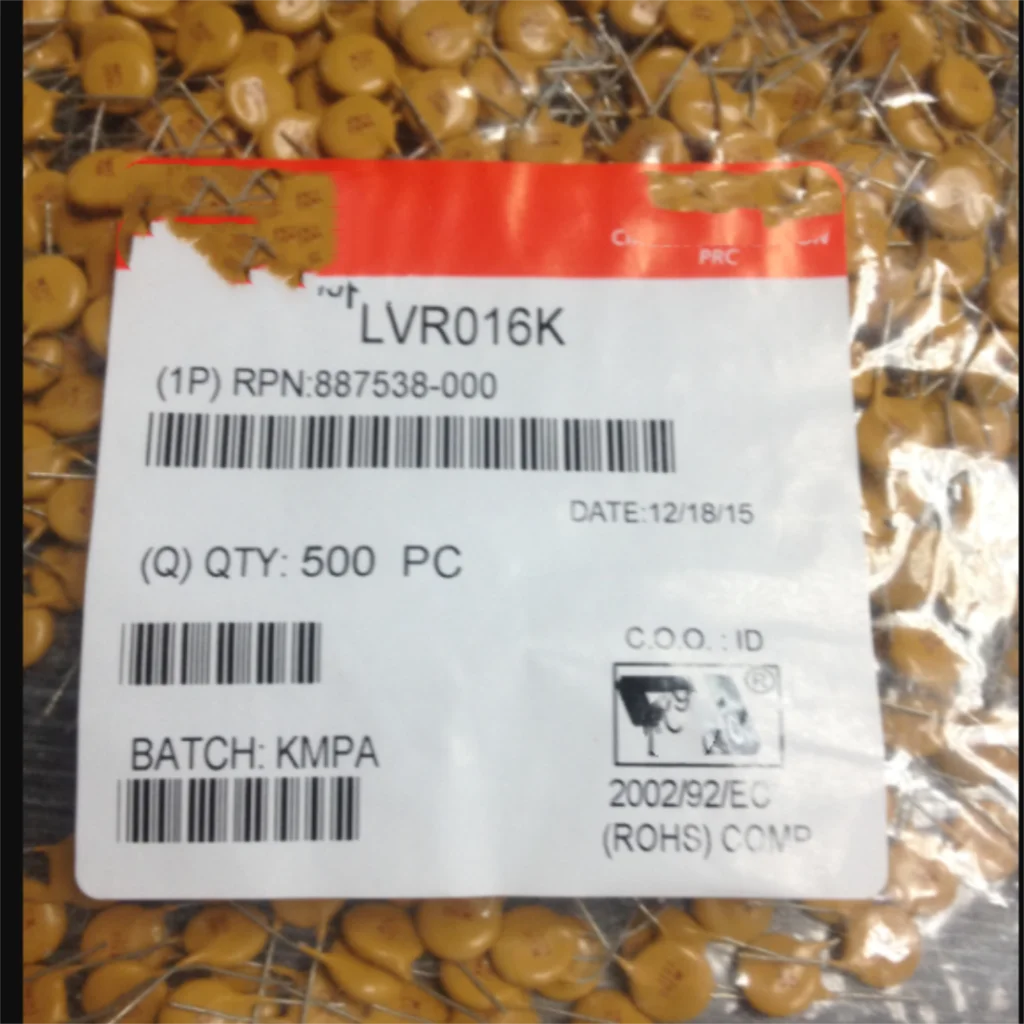 PRC
LVR016K
(1P) RPN:887538-000
DATE:12/18/15
(Q) QTY: 500 PC
C.O.O. : ID
®
BATCH: KMPA
2002/92/EC
(ROHS) COMP